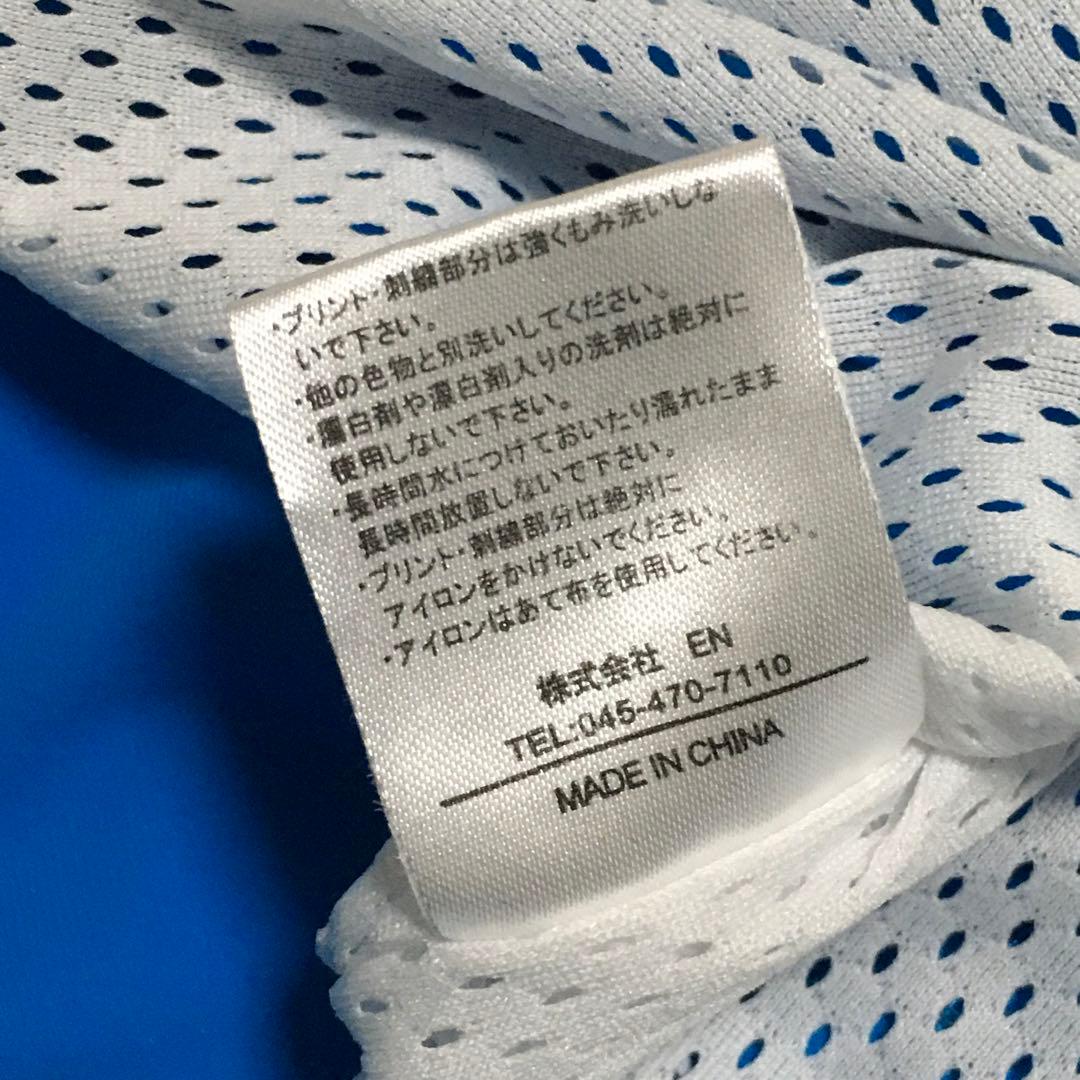 ・プリント・刺繍部分は強くもみ洗いしな
いで下さい。
・他の色物と別洗いしてください。
・漂白剤や漂白剤入りの洗剤は絶対に
使用しないで下さい。
・長時間水につけておいたり濡れたまま
長時間放置しないで下さい。
・プリント・刺繍部分は絶対に
アイロンをかけないでください。
・アイロンはあて布を使用してください。
株式会社 EN
TEL:045-470-7110
MADE IN CHINA